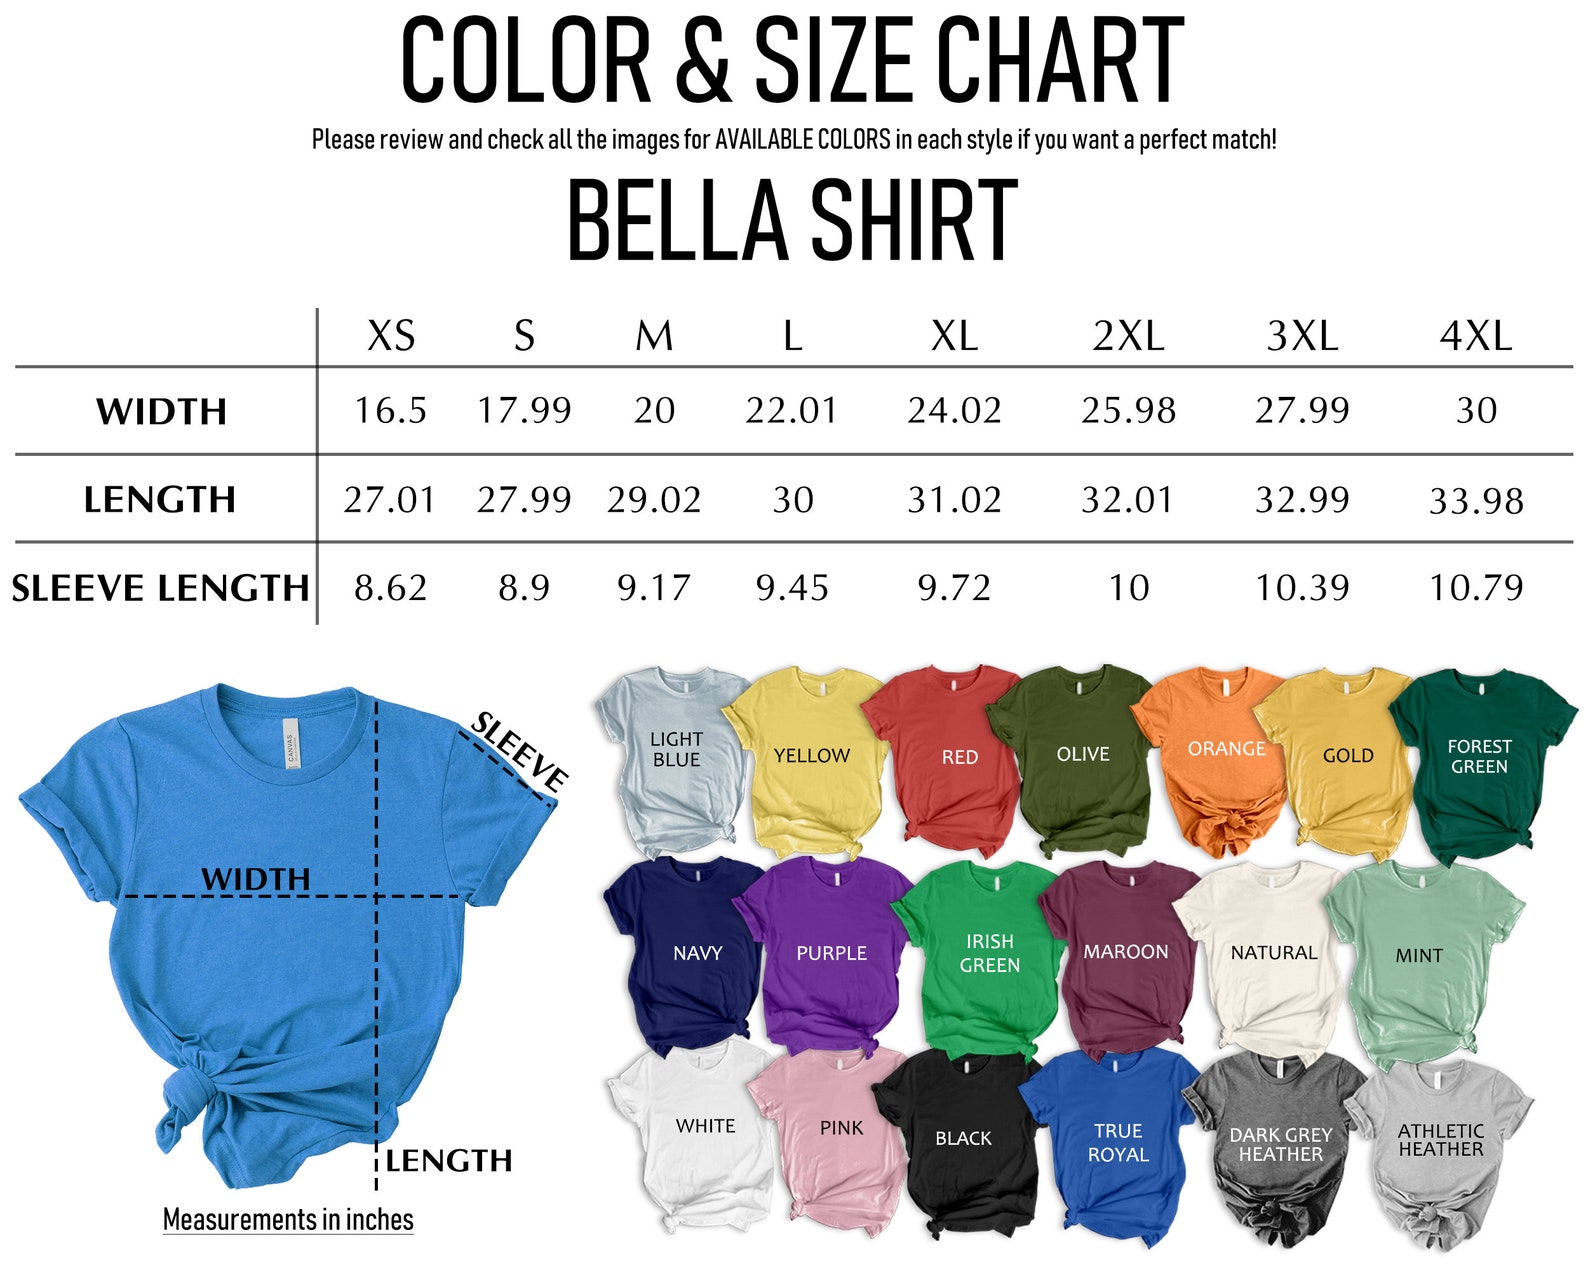 COLOR & SIZE CHART
Please review and check all the images for AVAILABLE COLORS in each style if you want a perfect match!
BELLA SHIRT
XS S M L XL 2XL 3XL 4XL
WIDTH 16.5 17.99 20 22.01 24.02 25.98 27.99 30
LENGTH 27.01 27.99 29.02 30 31.02 32.01 32.99 33.98
SLEEVE LENGTH 8.62 8.9 9.17 9.45 9.72 10 10.39 10.79
CANVAS
SLEEVE
WIDTH
LENGTH
Measurements in inches
LIGHT
BLUE
YELLOW
RED
OLIVE
ORANGE
GOLD
FOREST
GREEN
NAVY
PURPLE
IRISH
GREEN
MAROON
NATURAL
MINT
WHITE
PINK
BLACK
TRUE
ROYAL
DARK GREY
HEATHER
ATHLETIC
HEATHER